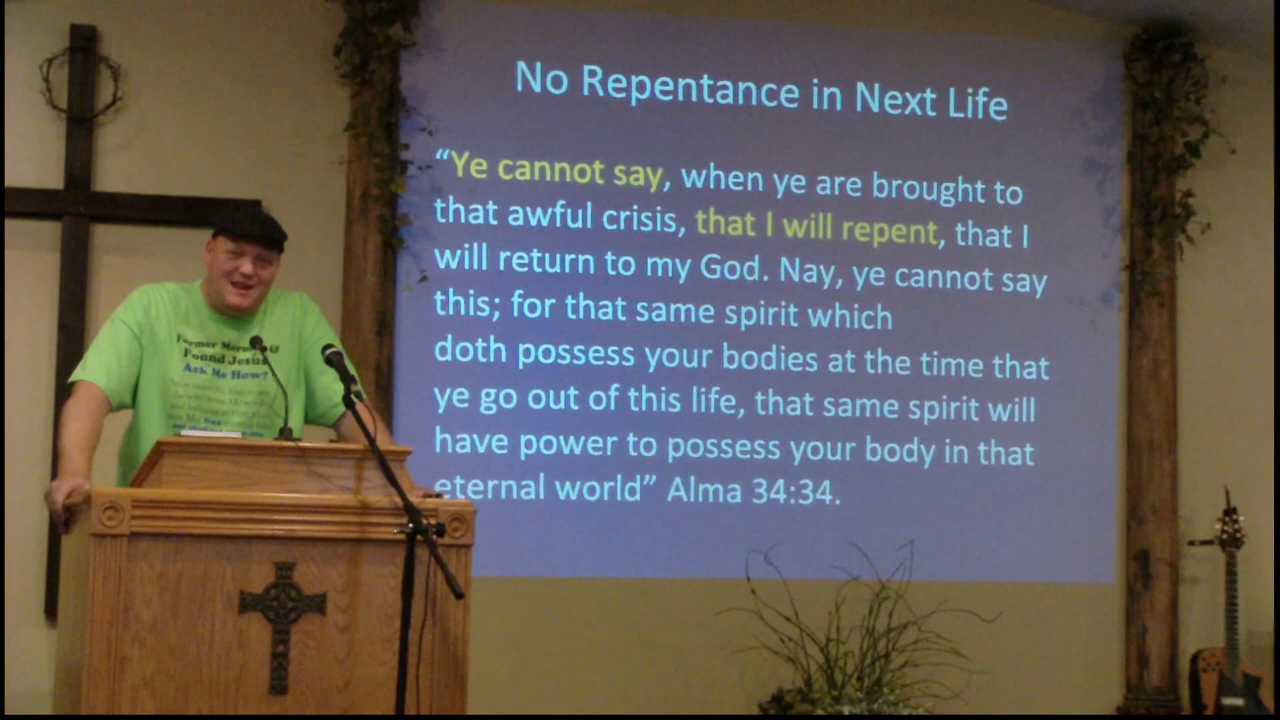 No Repentance in Next Life
“Ye cannot say, when ye are brought to
that awful crisis, that I will repent, that I
will return to my God. Nay, ye cannot say
this; for that same spirit which
doth possess your bodies at the time that
ye go out of this life, that same spirit will
have power to possess your body in that
eternal world” Alma 34:34.
Former
Found Jesus
Ask Me How?